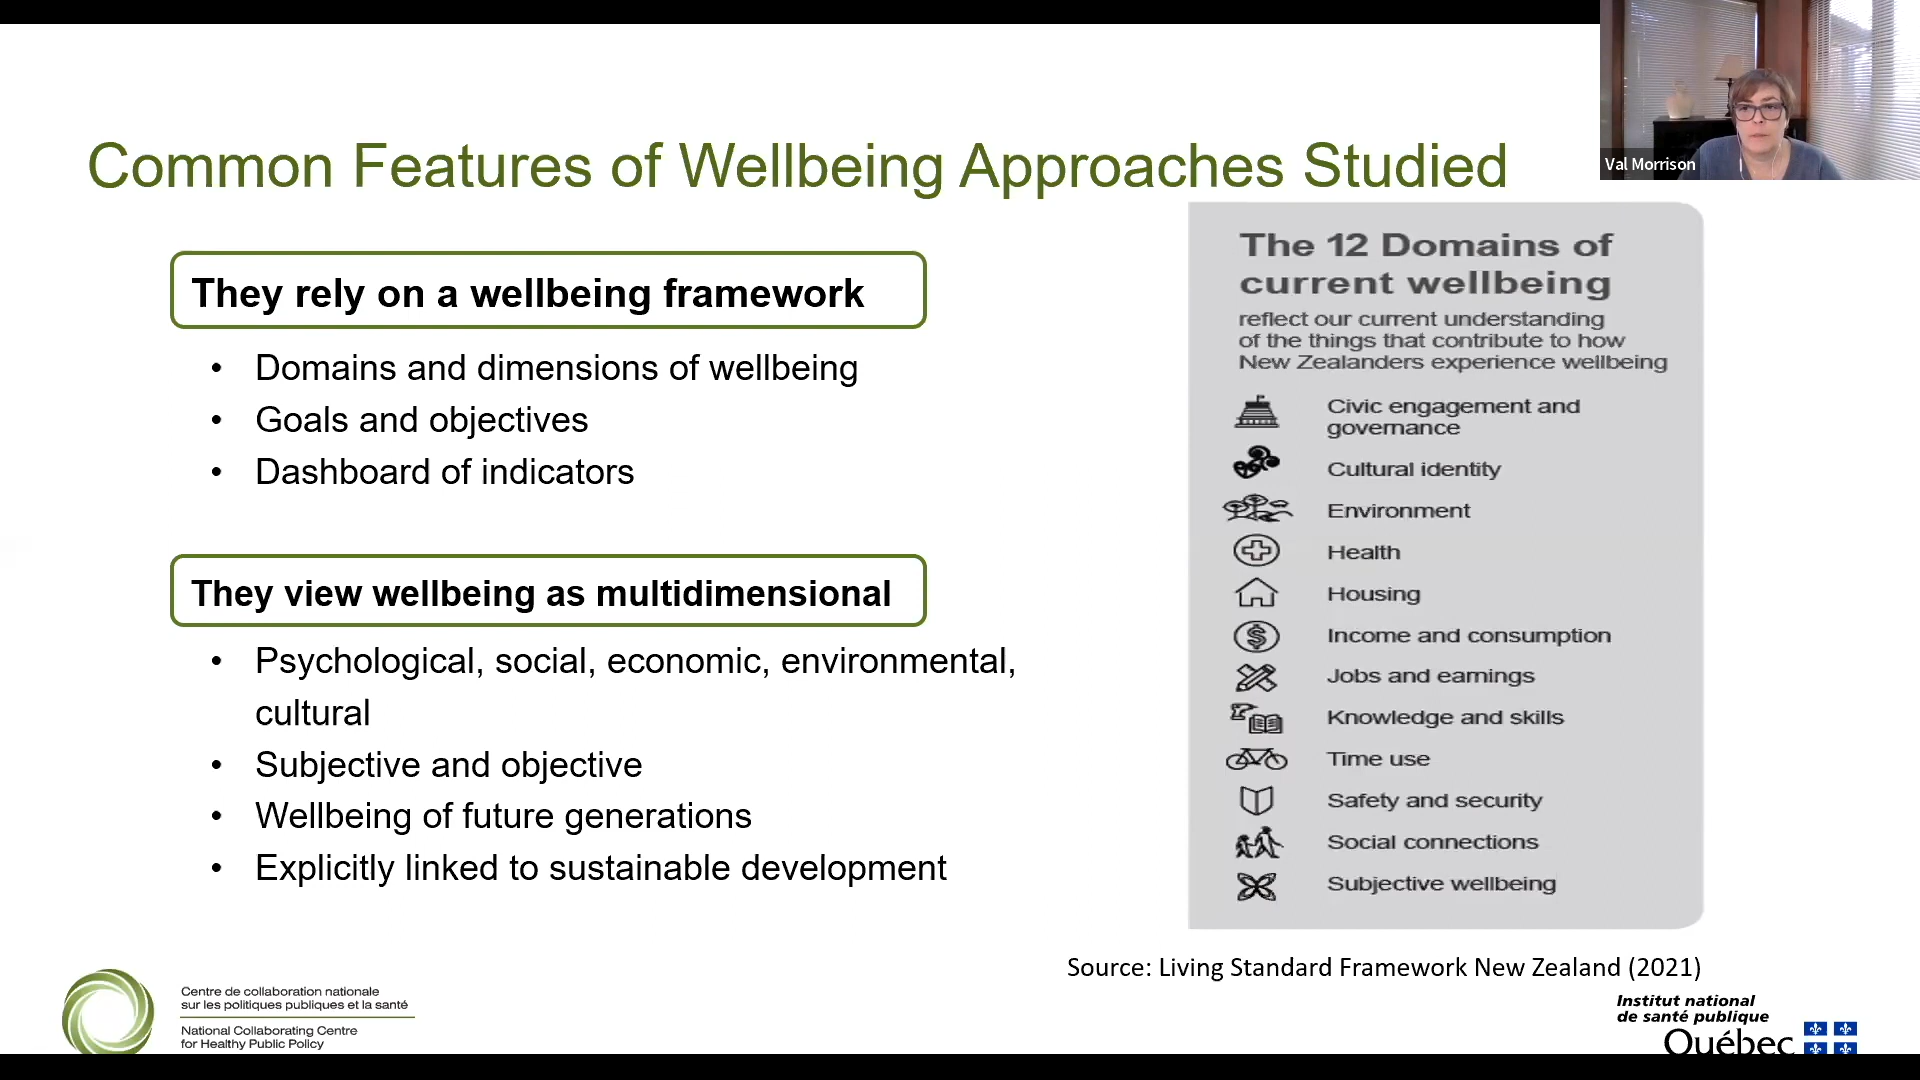 Common Features of Wellbeing Approaches Studied
Val Morrison
They rely on a wellbeing framework
• Domains and dimensions of wellbeing
• Goals and objectives
• Dashboard of indicators
They view wellbeing as multidimensional
• Psychological, social, economic, environmental,
cultural
• Subjective and objective
• Wellbeing of future generations
• Explicitly linked to sustainable development
The 12 Domains of
current wellbeing
reflect our current understanding
of the things that contribute to how
New Zealanders experience wellbeing
Civic engagement and
governance
Cultural identity
Environment
Health
Housing
Income and consumption
Jobs and earnings
Knowledge and skills
Time use
Safety and security
Social connections
Subjective wellbeing
Source: Living Standard Framework New Zealand (2021)
Centre de collaboration nationale
sur les politiques publiques et la santé
National Collaborating Centre
for Healthy Public Policy
Institut national
de santé publique
Québec